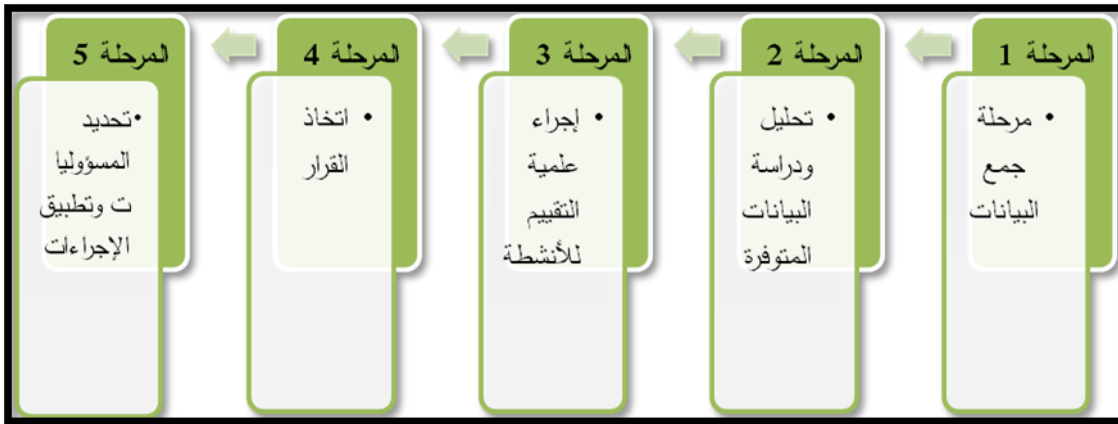 المرحلة 1
• مرحلة
جمع
البيانات
المرحلة 2
• تحليل
ودراسة
البيانات
المتوفرة
المرحلة 3
• إجراء
علمية
التقييم
للأنشطة
المرحلة 4
• اتخاذ
القرار
المرحلة 5
•تحديد
المسؤوليا
ت وتطبيق
الإجراءات